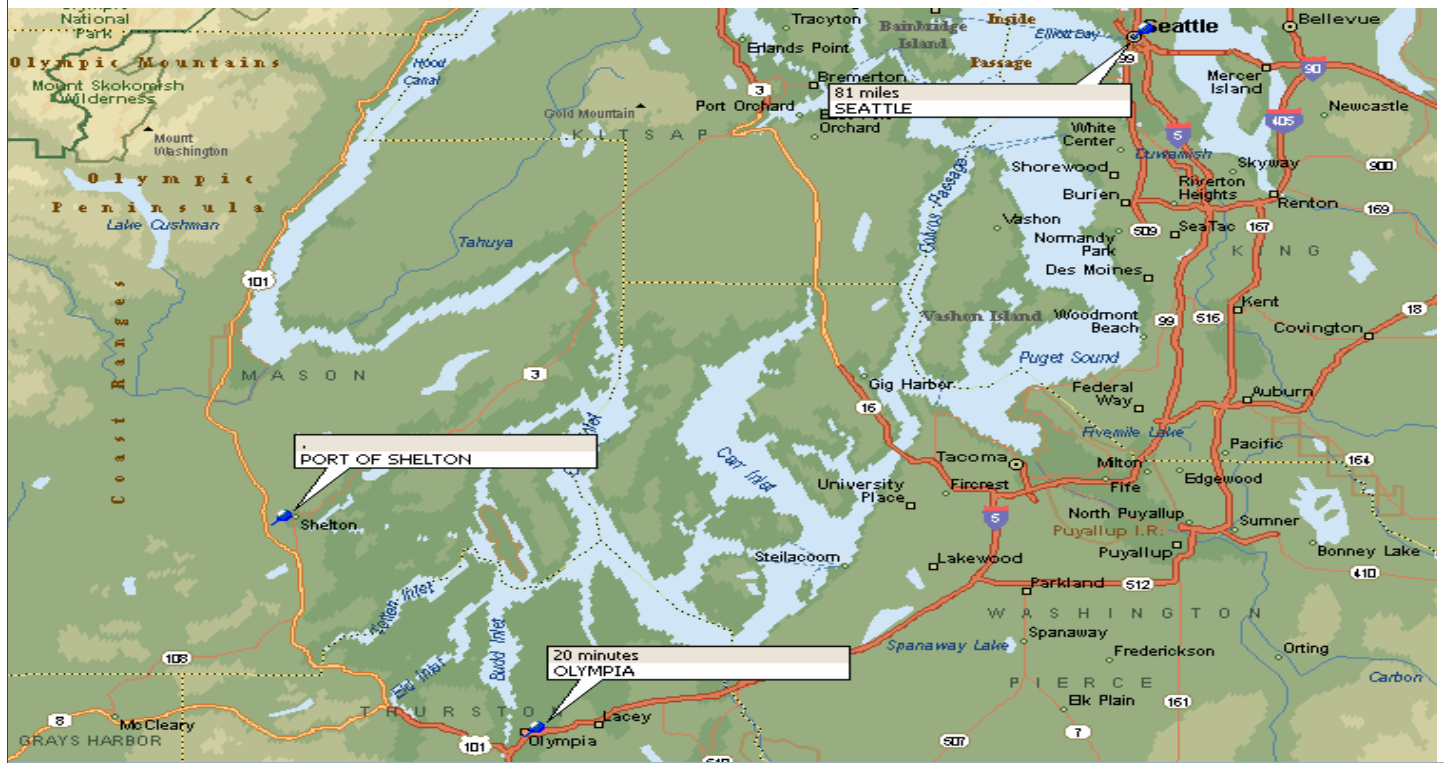 Olympic
National
Park
Tracyton
Bainbridge
Island
Inside
Passage
Elliott Bay
Seattle
Bellevue
Erlands Point
Olympic Mountains
Hood
Canal
99
90
Mount Skokomish
Wilderness
3
Bremerton
Mercer
Island
81 miles
SEATTLE
Newcastle
Port Orchard
Gold Mountain
Orchard
405
KITSAP
White
Center
5
Duwamish
Mount
Washington
Shorewood
Skyway
900
Olympic
Peninsula
Colvos Passage
Riverton
Heights
Burien
Renton
169
Lake Cushman
Vashon
Tahuya
Normandy
Park
509
SeaTac
167
KING
Des Moines
101
Coast Ranges
Vashon Island
Woodmont
Beach
99
516
Kent
18
Covington
Puget Sound
MASON
3
Gig Harbor
Federal
Way
Auburn
16
Inlet
Fivemile Lake
.
PORT OF SHELTON
Carr Inlet
Pacific
Tacoma
Milton
164
University
Place
Fircrest
Fife
Edgewood
Shelton
5
North Puyallup
Sumner
Puyallup I.R.
Puyallup
Bonney Lake
Steilacoom
Lakewood
410
Totten Inlet
Parkland
512
WASHINGTON
Budd Inlet
Spanaway Lake
Spanaway
Frederickson
Orting
108
20 minutes
OLYMPIA
Eld Inlet
PIERCE
Carbon
Elk Plain
161
THURSTON
8
McCleary
Lacey
GRAYS HARBOR
101
Olympia
507
7
510